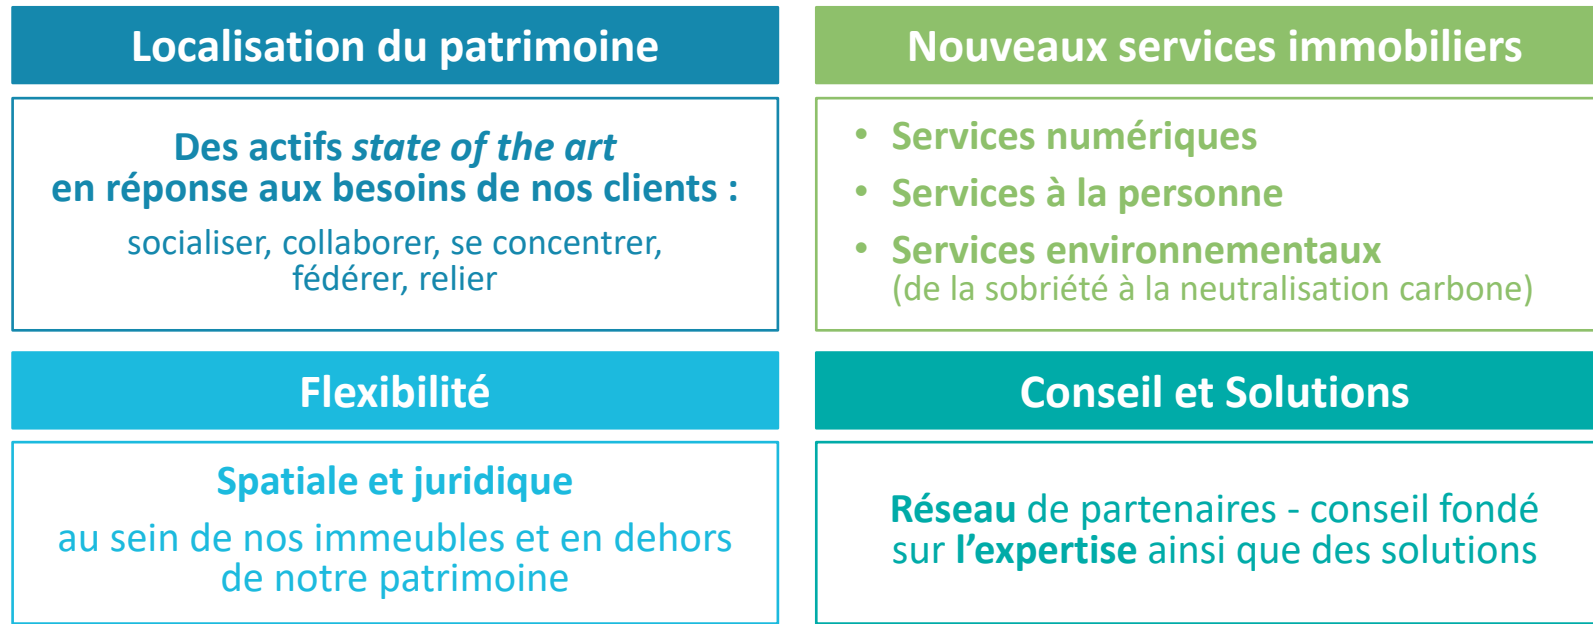 Localisation du patrimoine
Des actifs state of the art
en réponse aux besoins de nos clients :
socialiser, collaborer, se concentrer,
fédérer, relier
Nouveaux services immobiliers
• Services numériques
• Services à la personne
• Services environnementaux
(de la sobriété à la neutralisation carbone)
Flexibilité
Spatiale et juridique
au sein de nos immeubles et en dehors
de notre patrimoine
Conseil et Solutions
Réseau de partenaires - conseil fondé
sur l’expertise ainsi que des solutions